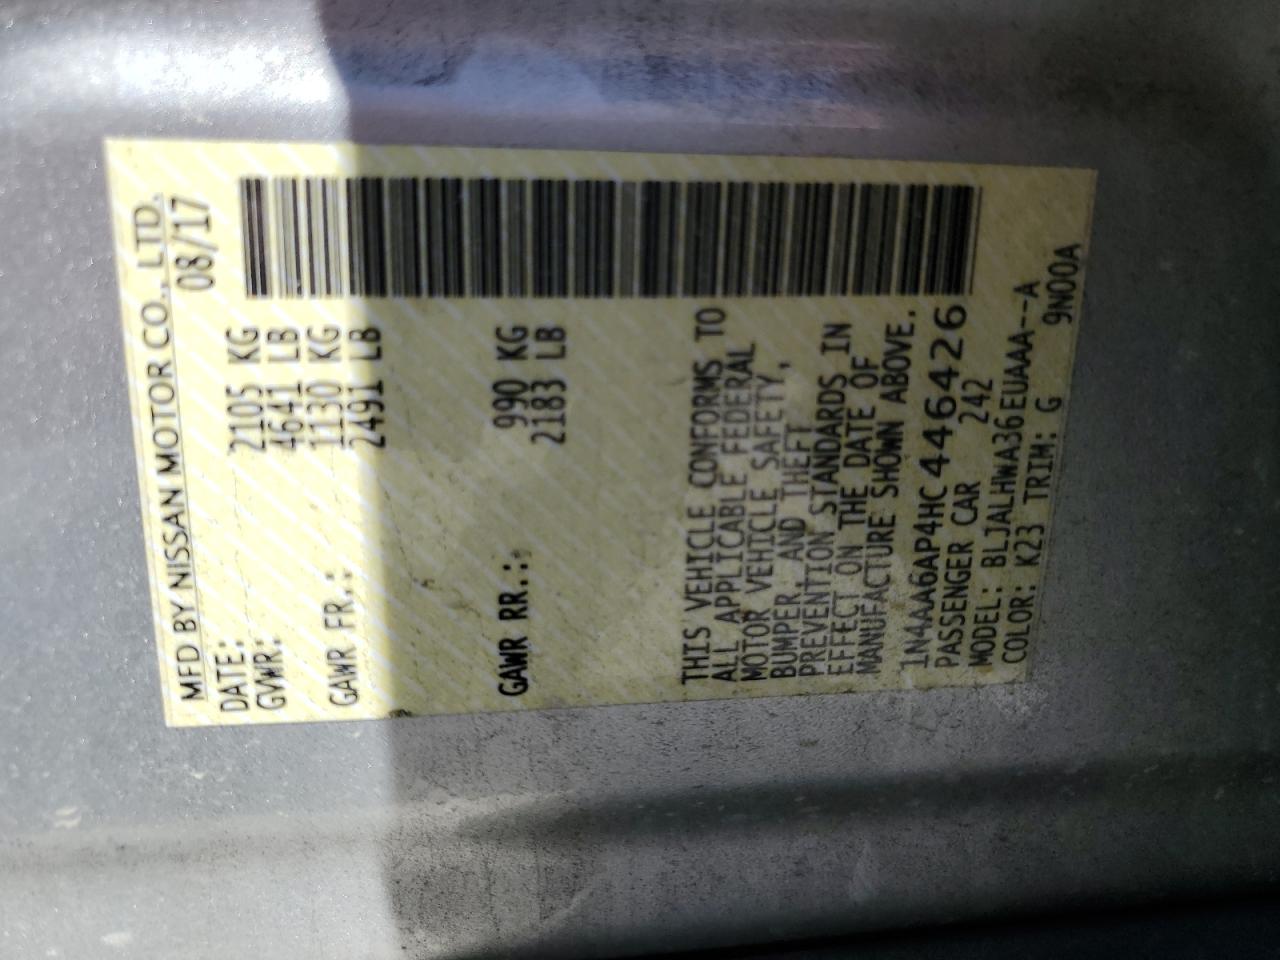 MFD BY NISSAN MOTOR CO., LTD.
DATE: 08/17
GVWR: 2105 KG
4641 LB
GAWR FR.: 1130 KG
2491 LB
GAWR RR.: 990 KG
2183 LB
THIS VEHICLE CONFORMS TO
ALL APPLICABLE FEDERAL
MOTOR VEHICLE SAFETY,
BUMPER, AND THEFT
PREVENTION STANDARDS IN
EFFECT ON THE DATE OF
MANUFACTURE SHOWN ABOVE.
1N4AA6AP4HC446426
PASSENGER CAR 242
MODEL: BLJALHWA36EUAAA---A
COLOR: K23 TRIM: G 9N00A